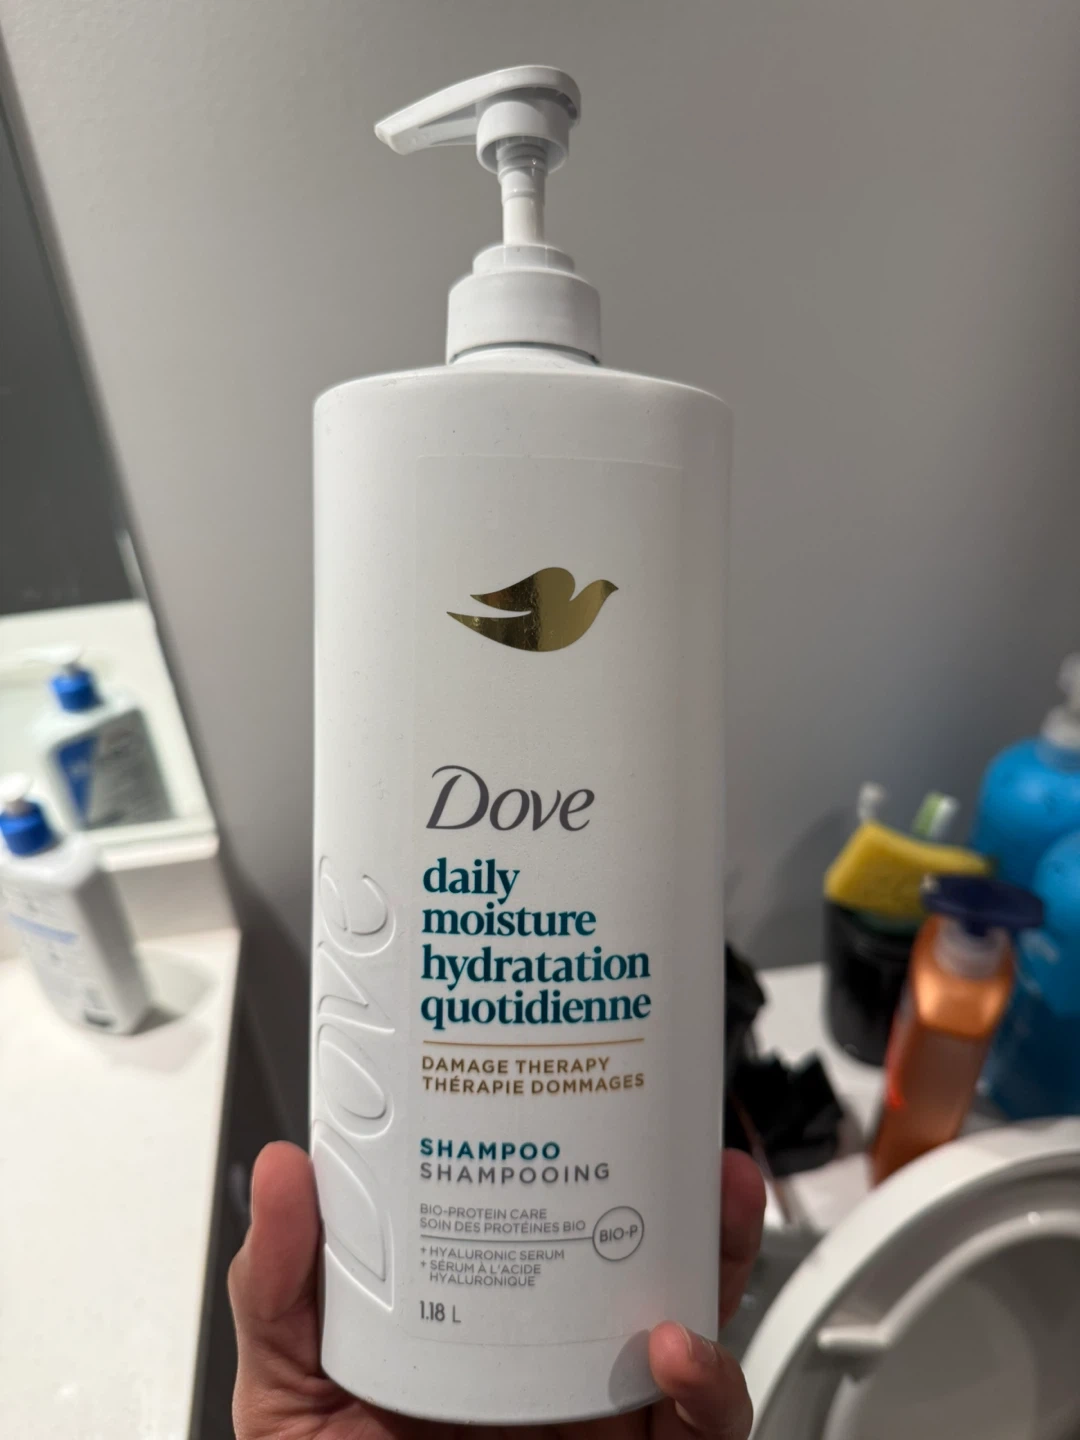 Dove
Dove
daily
moisture
hydratation
quotidienne
DAMAGE THERAPY
THÉRAPIE DOMMAGES
SHAMPOO
SHAMPOOING
BIO-PROTEIN CARE
SOIN DES PROTÉINES BIO
BIO-P
+ HYALURONIC SERUM
+ SÉRUM À L'ACIDE
HYALURONIQUE
1.18 L